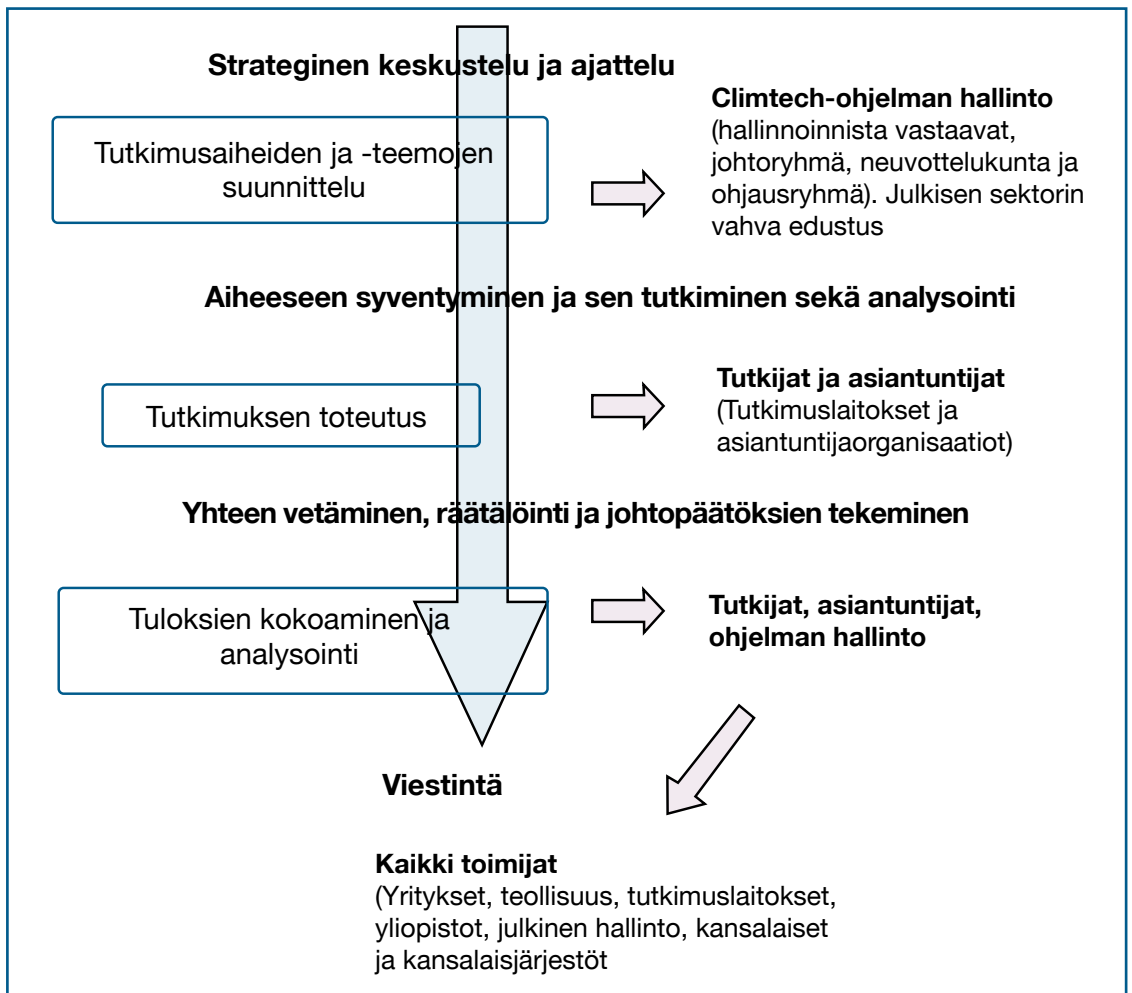 Strateginen keskustelu ja ajattelu
Tutkimusaiheiden ja -teemojen
suunnittelu
Climtech-ohjelman hallinto
(hallinnoinnista vastaavat,
johtoryhmä, neuvottelukunta ja
ohjausryhmä). Julkisen sektorin
vahva edustus
Aiheeseen syventyminen ja sen tutkiminen sekä analysointi
Tutkimuksen toteutus
Tutkijat ja asiantuntijat
(Tutkimuslaitokset ja
asiantuntijaorganisaatiot)
Yhteen vetäminen, räätälöinti ja johtopäätöksien tekeminen
Tuloksien kokoaminen ja
analysointi
Tutkijat, asiantuntijat,
ohjelman hallinto
Viestintä
Kaikki toimijat
(Yritykset, teollisuus, tutkimuslaitokset,
yliopistot, julkinen hallinto, kansalaiset
ja kansalaisjärjestöt